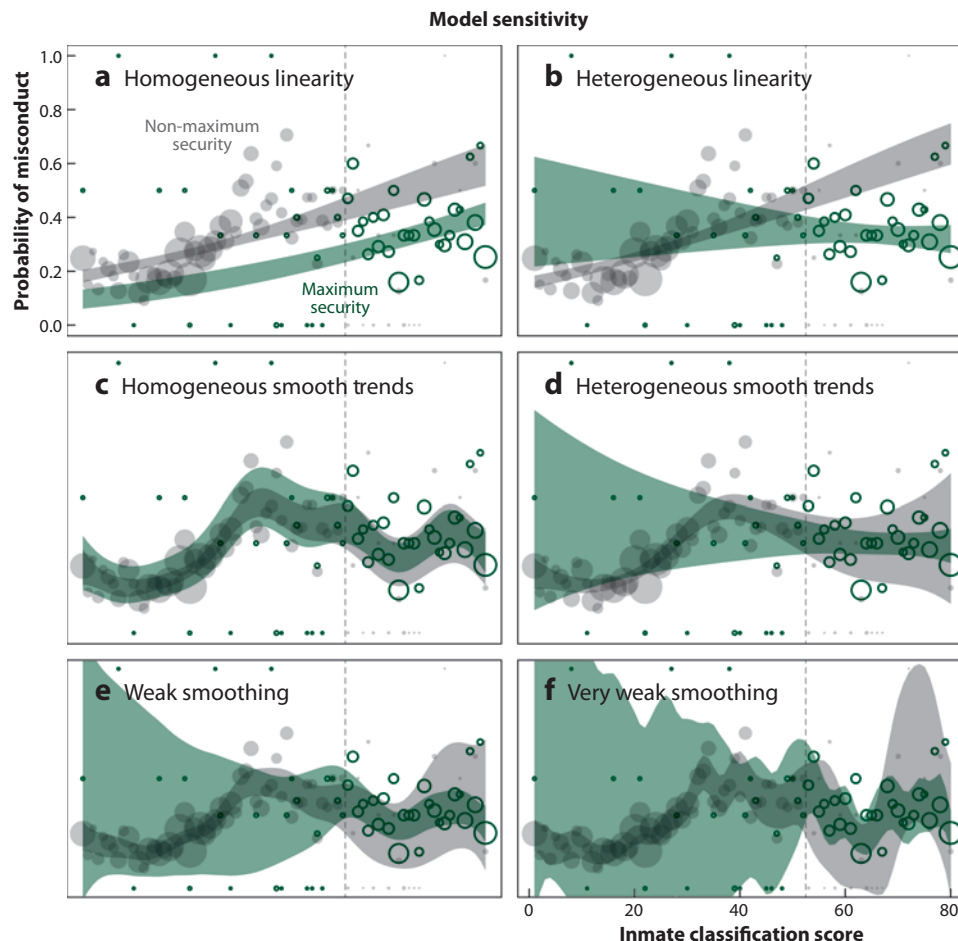 Model sensitivity
Probability of misconduct
1.0
0.8
0.6
0.4
0.2
0.0
a Homogeneous linearity
Non-maximum
security
Maximum
security
b Heterogeneous linearity
c Homogeneous smooth trends
d Heterogeneous smooth trends
e Weak smoothing
f Very weak smoothing
0 20 40 60 80
Inmate classification score